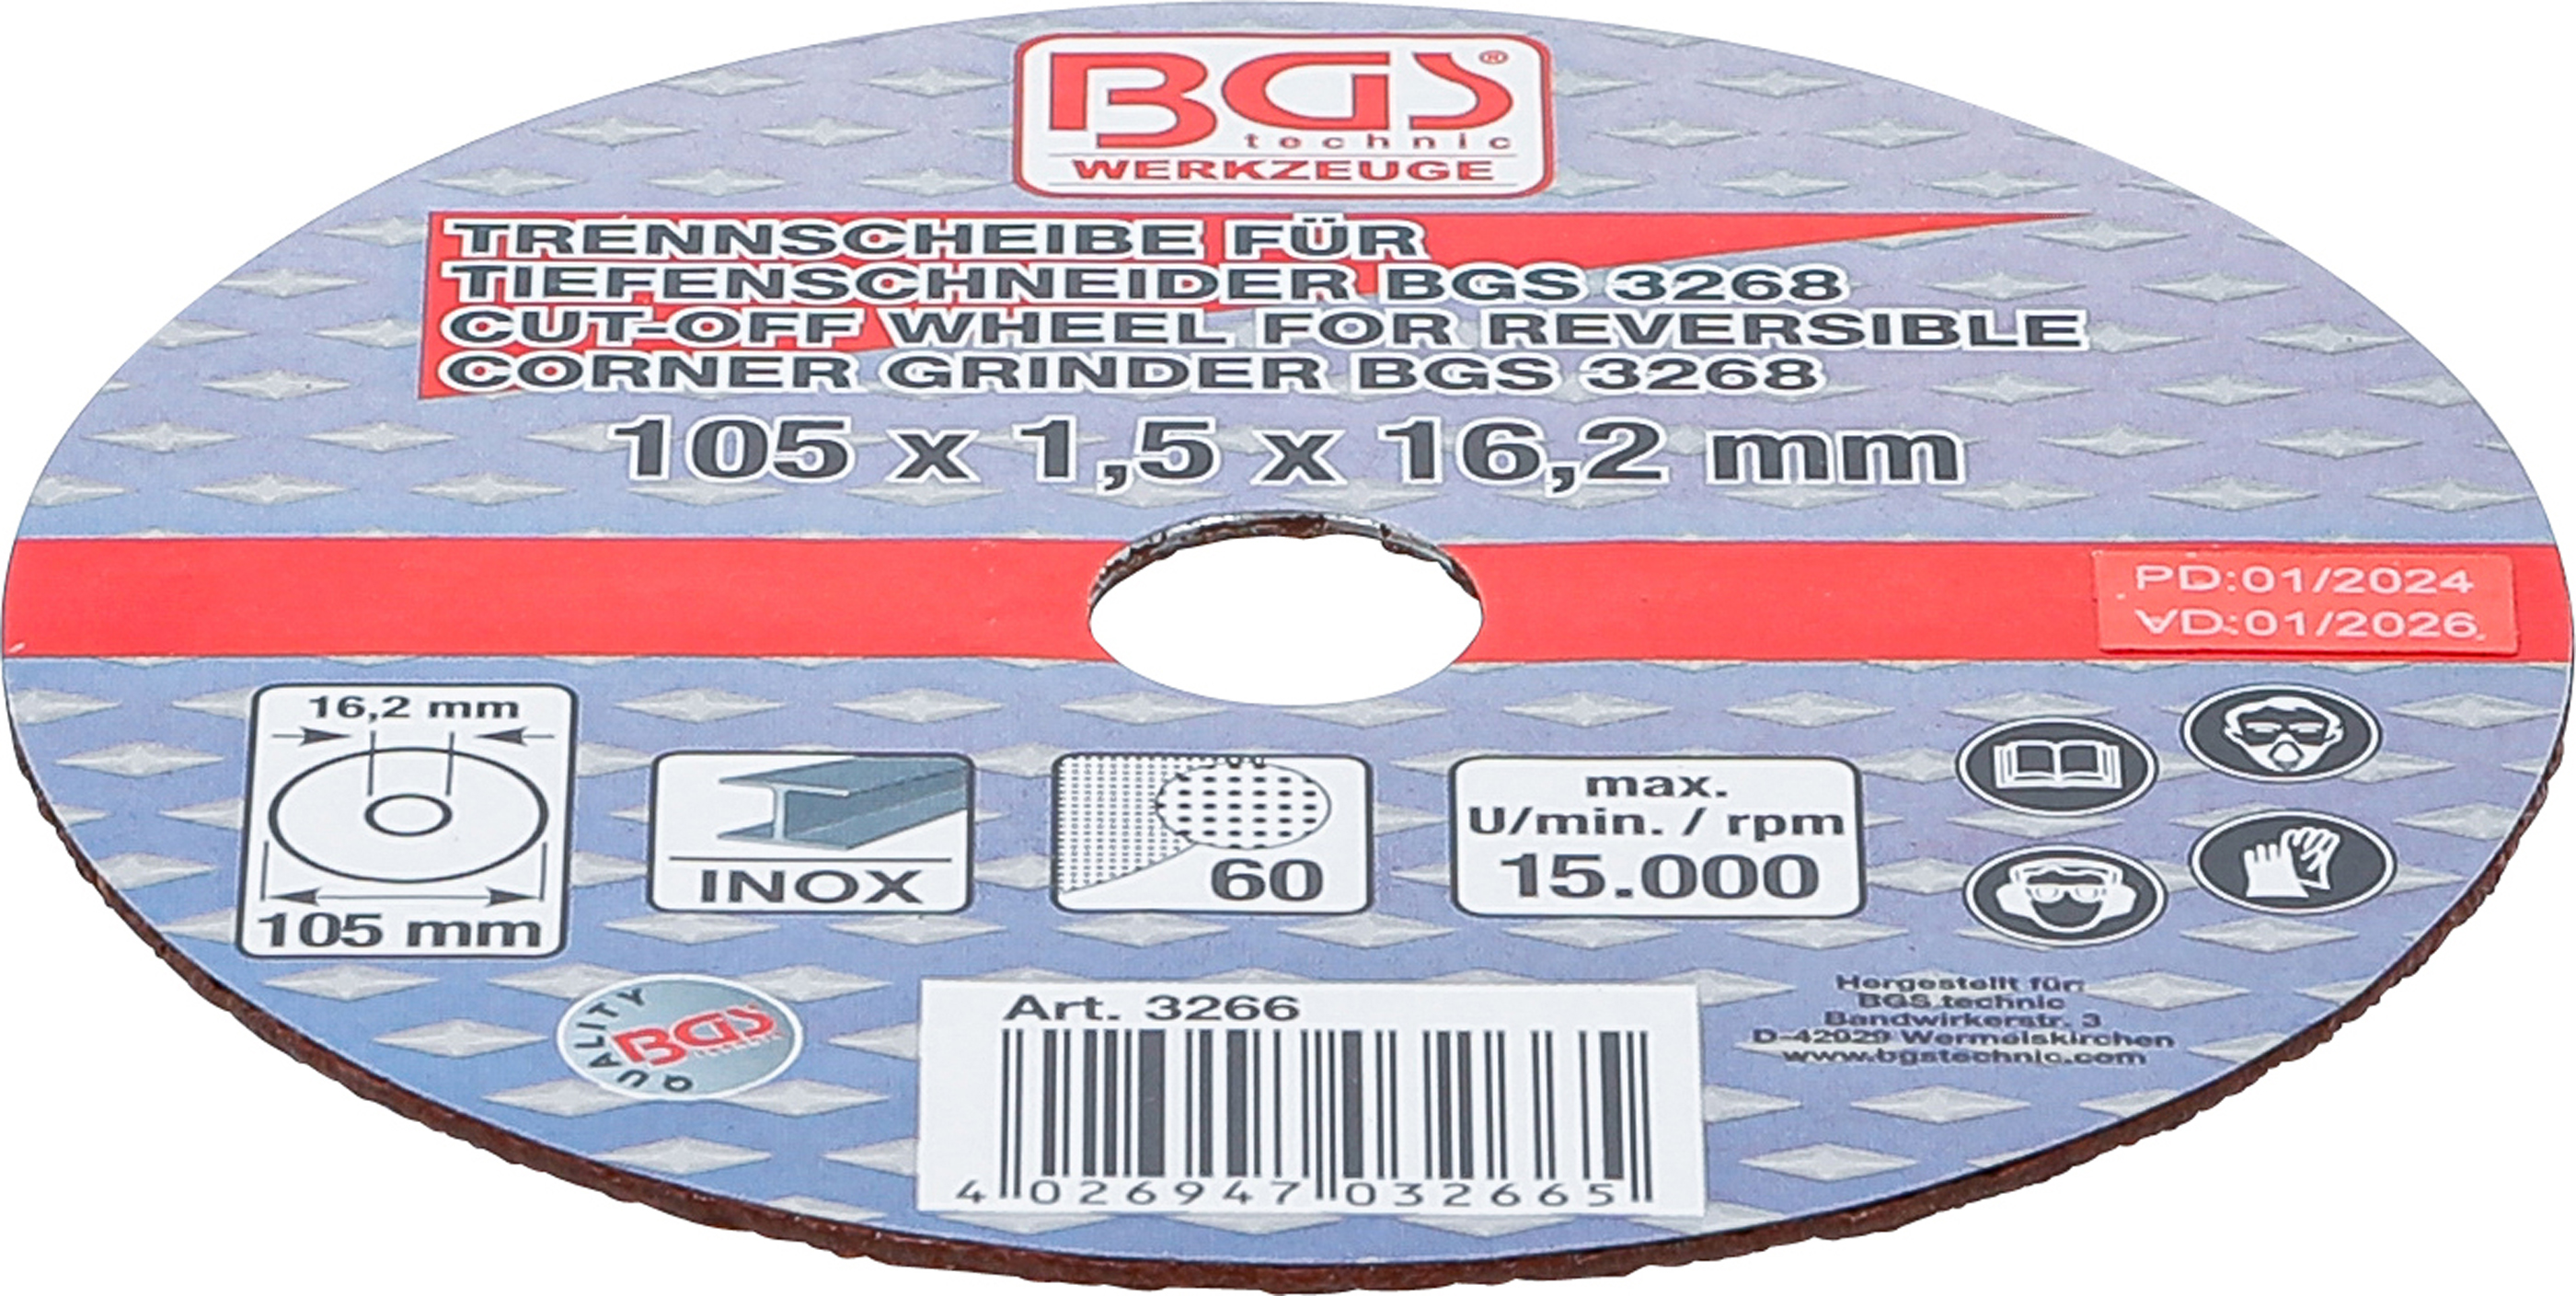 BGS®
technic
WERKZEUGE
TRENNSCHEIBE FÜR
TIEFENSCHNEIDER BGS 3268
CUT-OFF WHEEL FOR REVERSIBLE
CORNER GRINDER BGS 3268
105 x 1,5 x 16,2 mm
PD:01/2024
VD:01/2026
16,2 mm
105 mm
INOX
60
max.
U/min. / rpm
15.000
QUALITY
BGS
technic
Art. 3266
4 026947 032665
Hergestellt für:
BGS technic
Bandwirkerstr. 3
D-42929 Wermelskirchen
www.bgstechnic.com